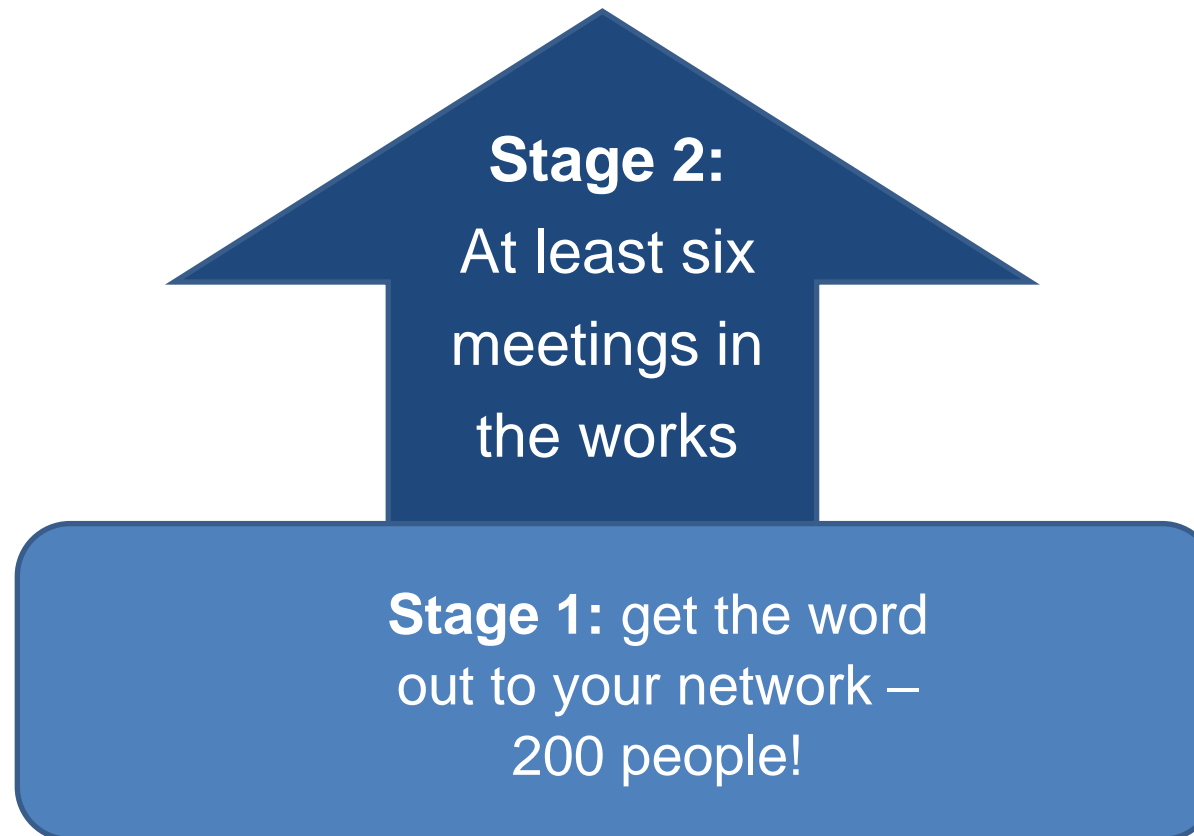 Stage 2:
At least six
meetings in
the works
Stage 1: get the word
out to your network –
200 people!